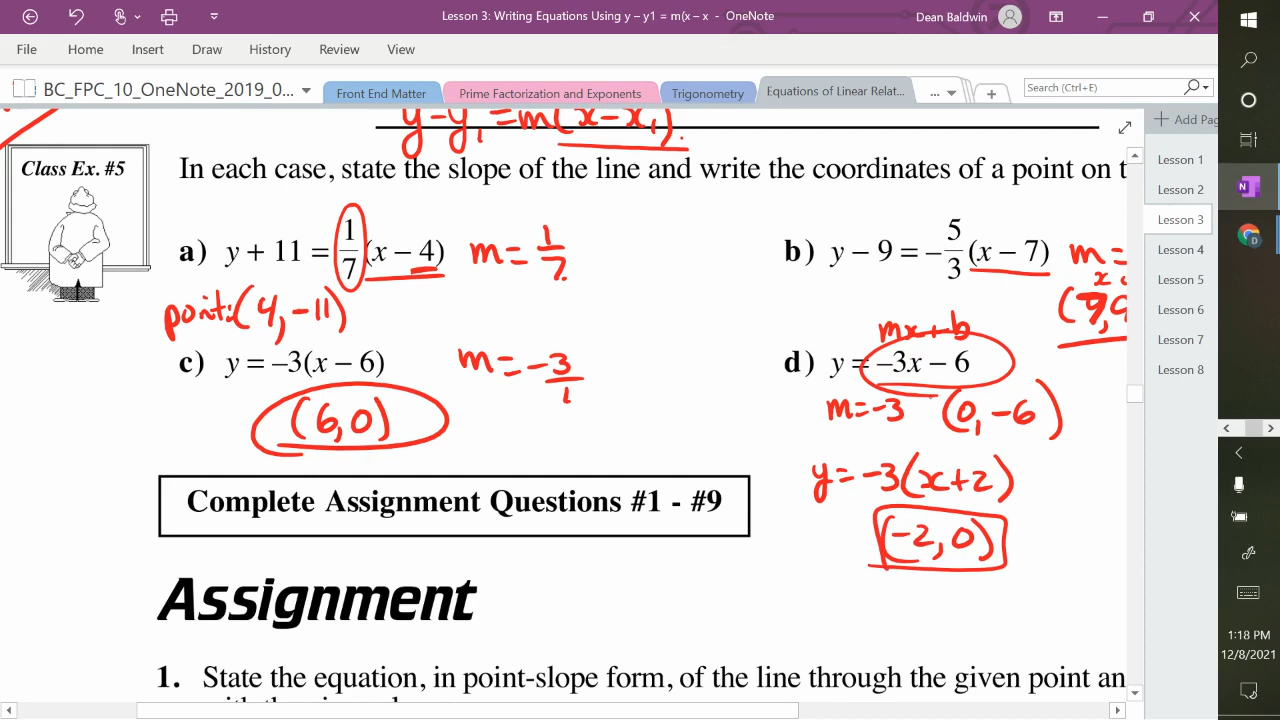 Lesson 3: Writing Equations Using y – y1 = m(x – x - OneNote
Dean Baldwin
File Home Insert Draw History Review View
BC_FPC_10_OneNote_2019_0...
Front End Matter
Prime Factorization and Exponents
Trigonometry
Equations of Linear Relat...
...
Search (Ctrl+E)
Add Pag
Lesson 1
Lesson 2
Lesson 3
Lesson 4
Lesson 5
Lesson 6
Lesson 7
Lesson 8
y-y₁=m(x-x₁).
Class Ex. #5
In each case, state the slope of the line and write the coordinates of a point on t
a) y + 11 = 1/7(x – 4) m = 1/7
point: (4, -11)
b) y – 9 = –5/3(x – 7) m =
c) y = –3(x – 6) m = -3/1
(6,0)
mx+b
d) y = –3x – 6
m=-3 (0, -6)
y = -3(x+2)
(-2, 0)
Complete Assignment Questions #1 - #9
Assignment
1. State the equation, in point-slope form, of the line through the given point an
1:18 PM
12/8/2021